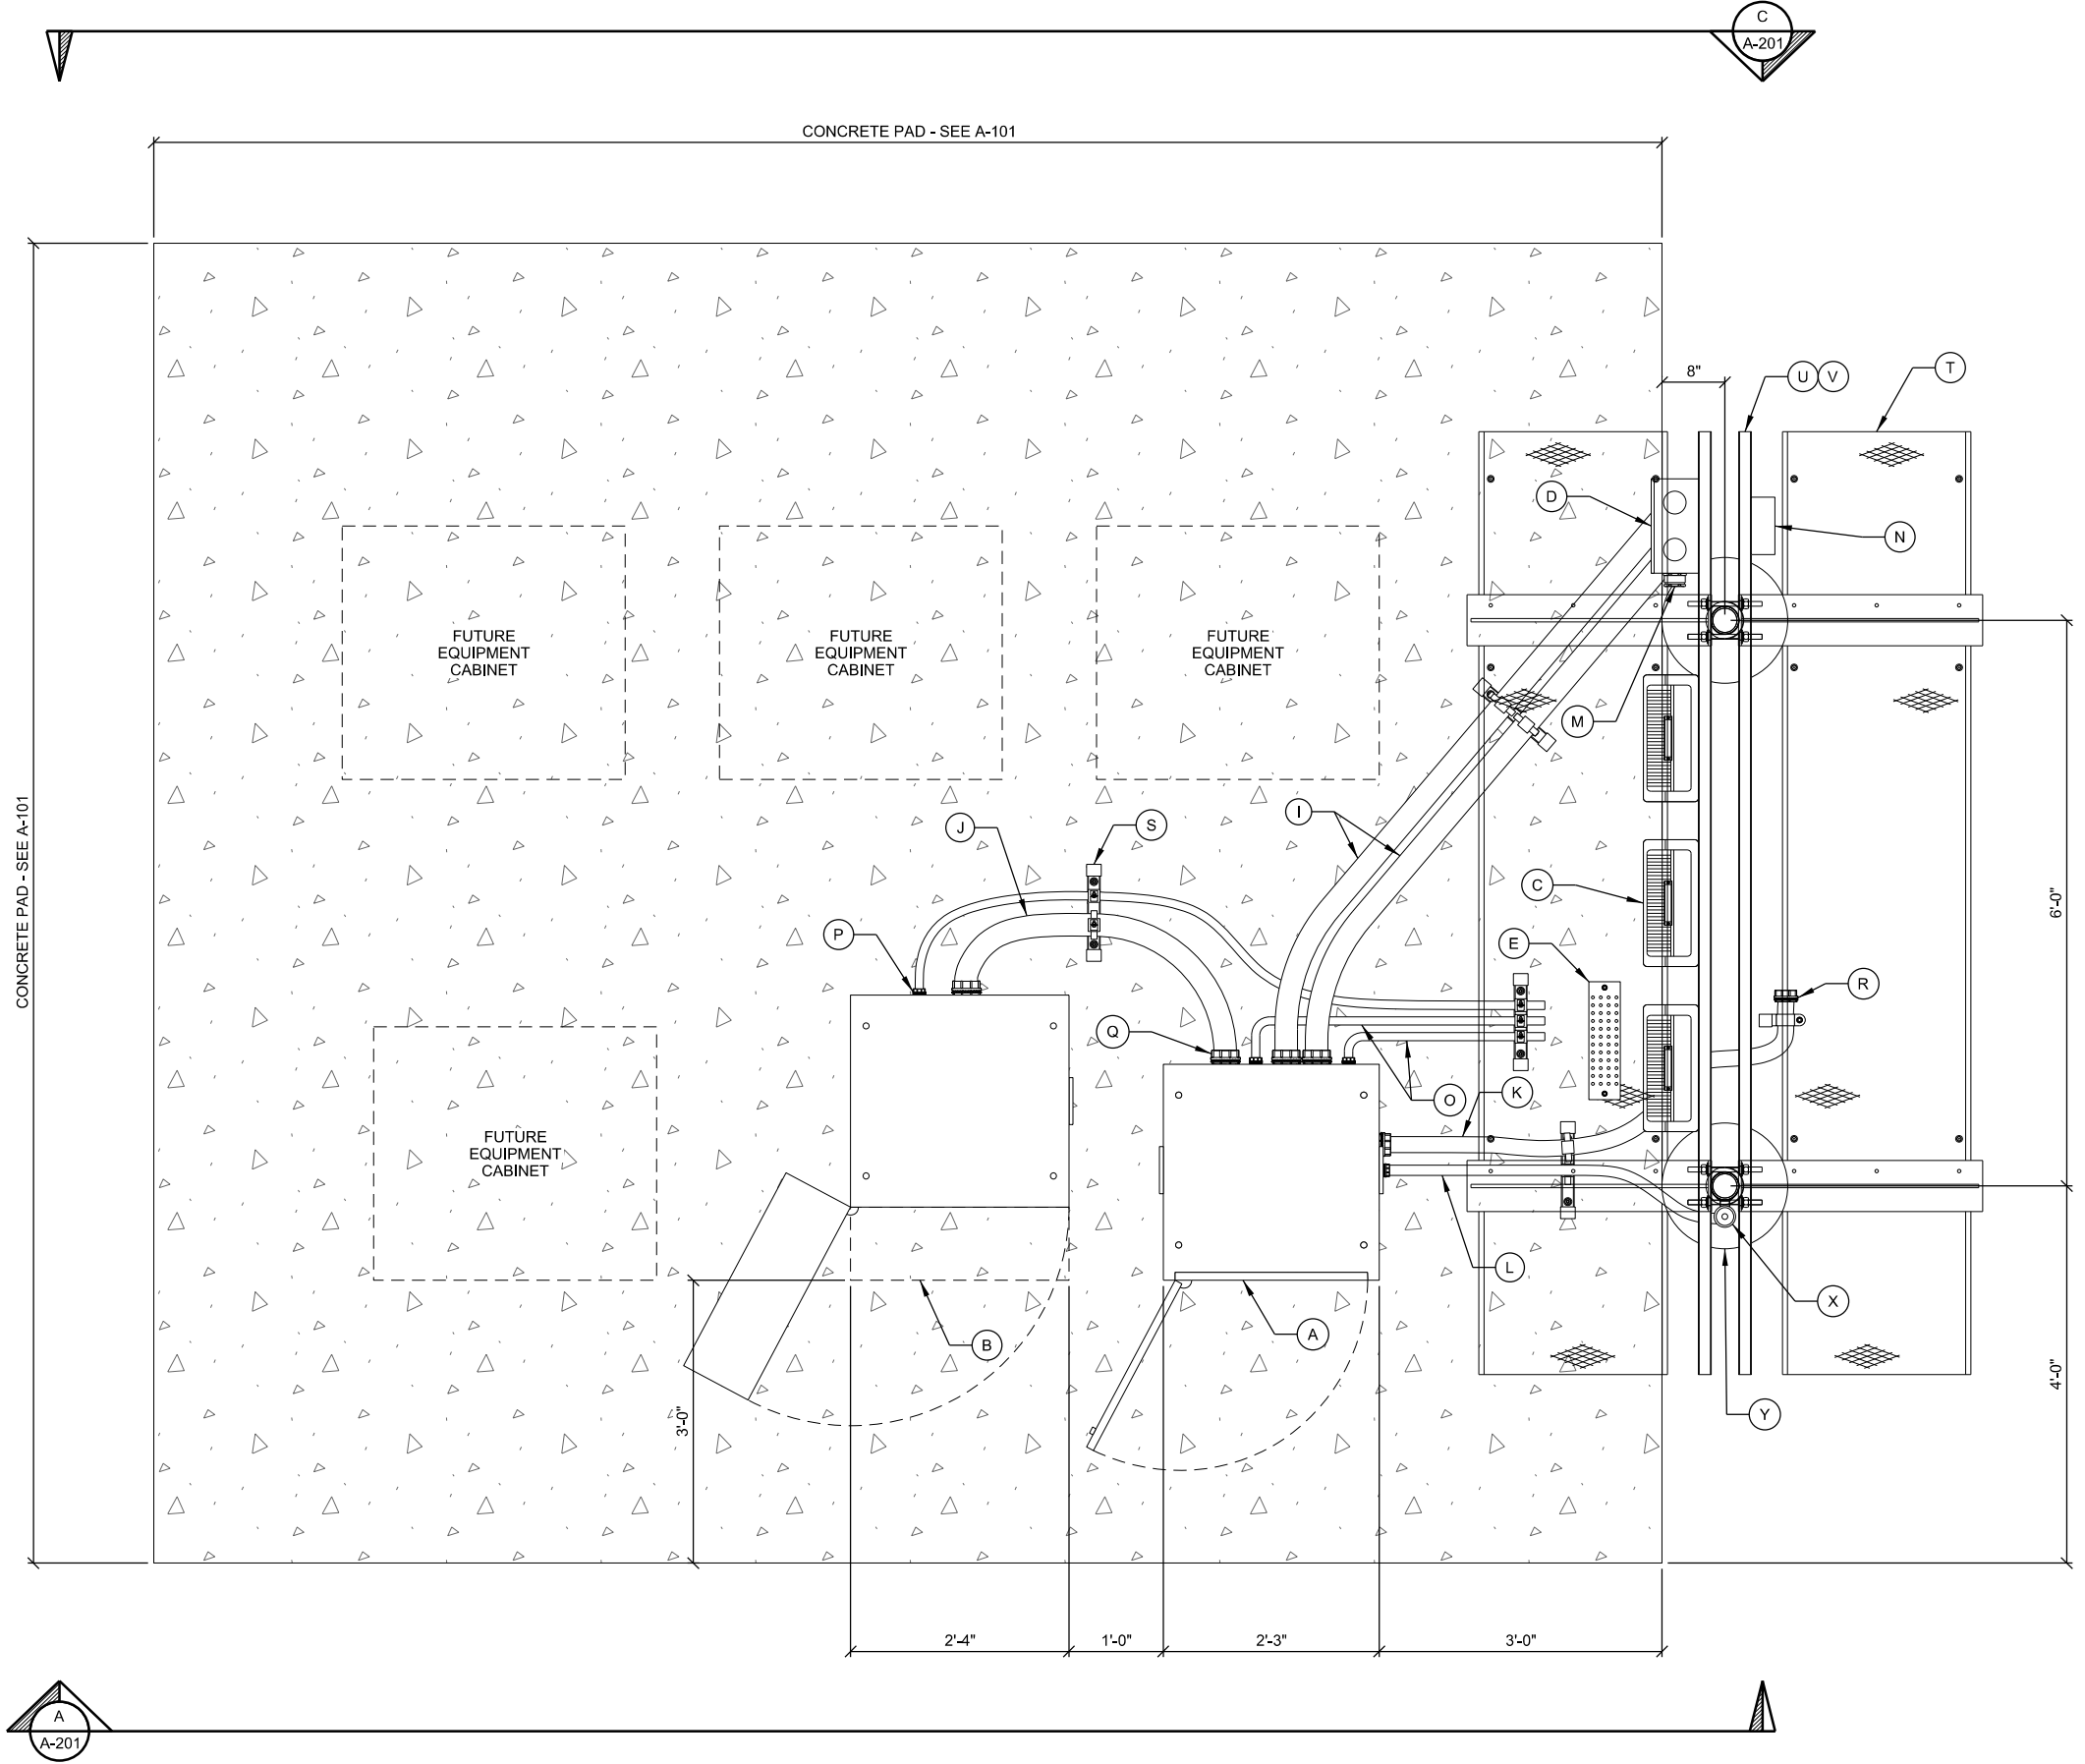 C
A-201
CONCRETE PAD - SEE A-101
8"
U
V
T
D
N
FUTURE
EQUIPMENT
CABINET
FUTURE
EQUIPMENT
CABINET
FUTURE
EQUIPMENT
CABINET
M
CONCRETE PAD - SEE A-101
J
S
I
C
6'-0"
P
E
R
Q
O
K
FUTURE
EQUIPMENT
CABINET
L
X
B
A
4'-0"
3'-0"
Y
2'-4"
1'-0"
2'-3"
3'-0"
A
A-201